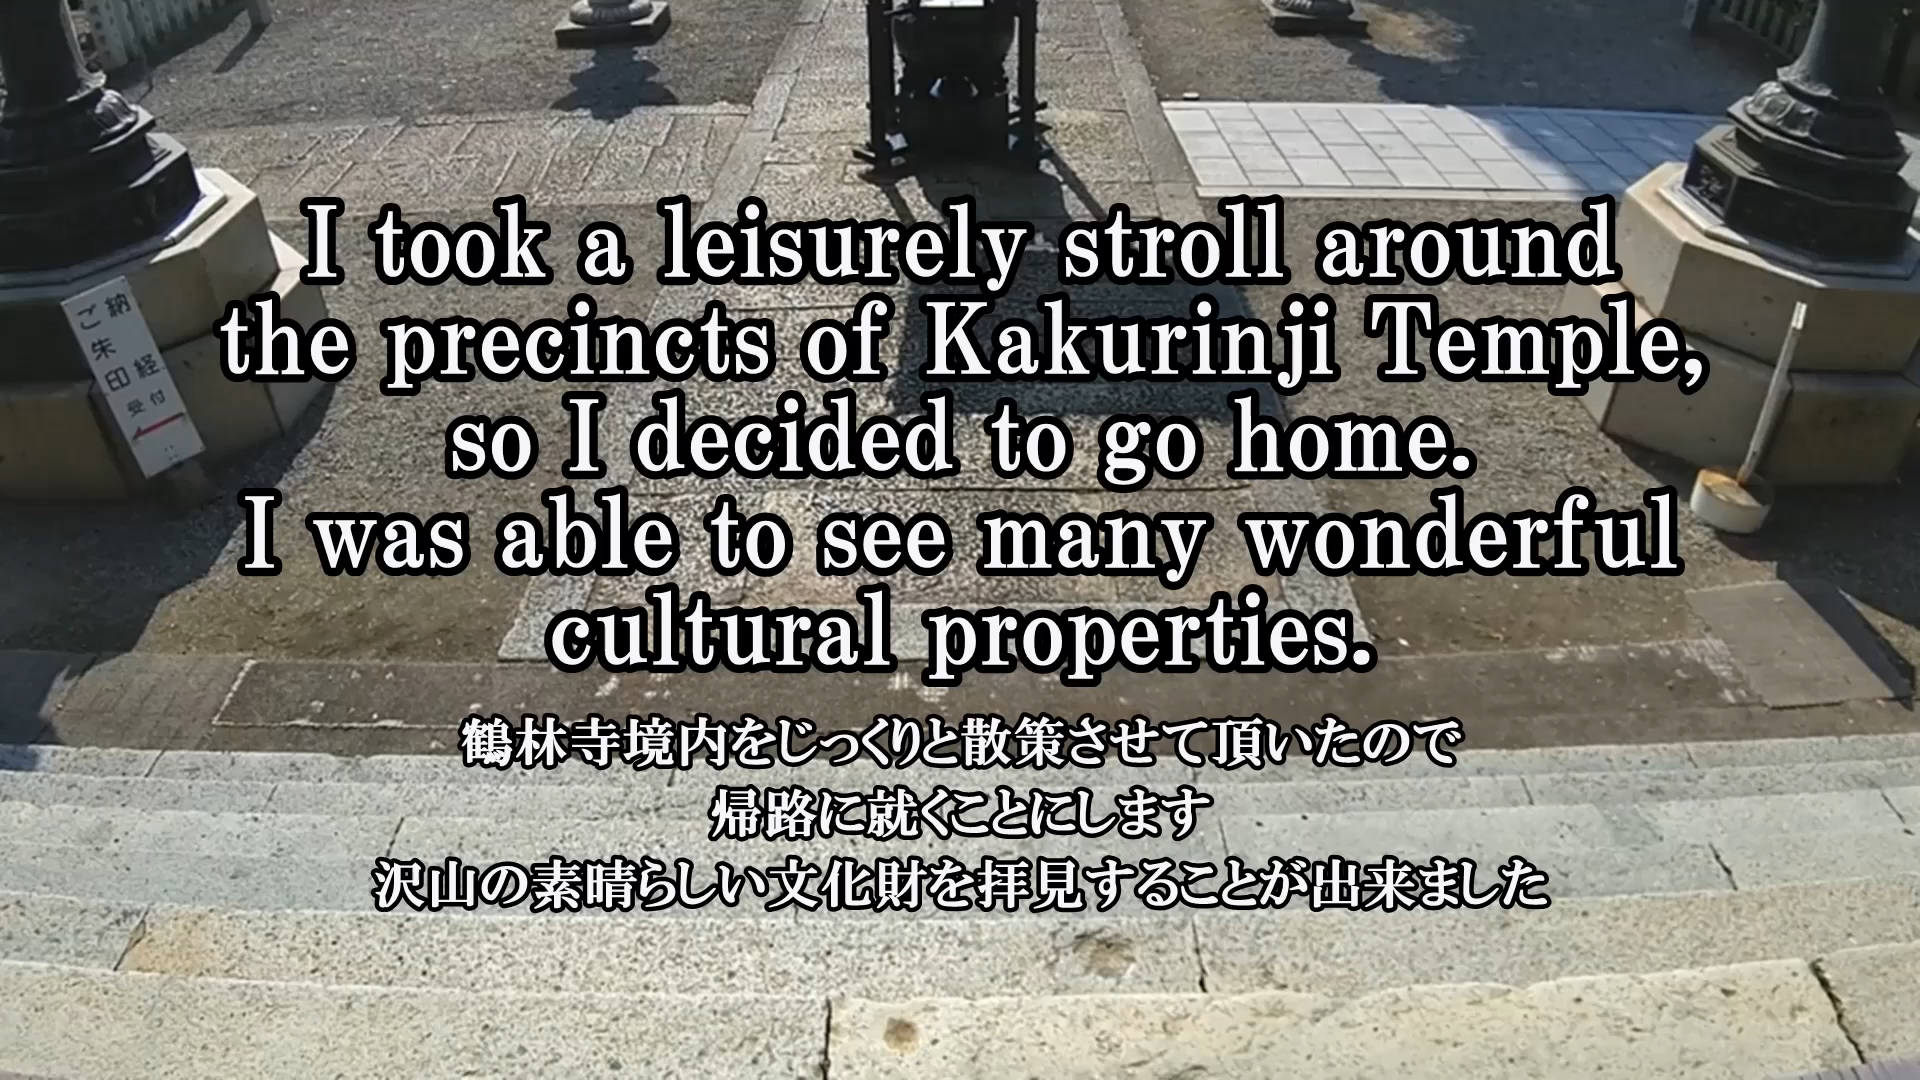 I took a leisurely stroll around
the precincts of Kakurinji Temple,
so I decided to go home.
I was able to see many wonderful
cultural properties.
鶴林寺境内をじっくりと散策させて頂いたので
帰路に就くことにします
沢山の素晴らしい文化財を拝見することが出来ました
納経
ご朱印
受付